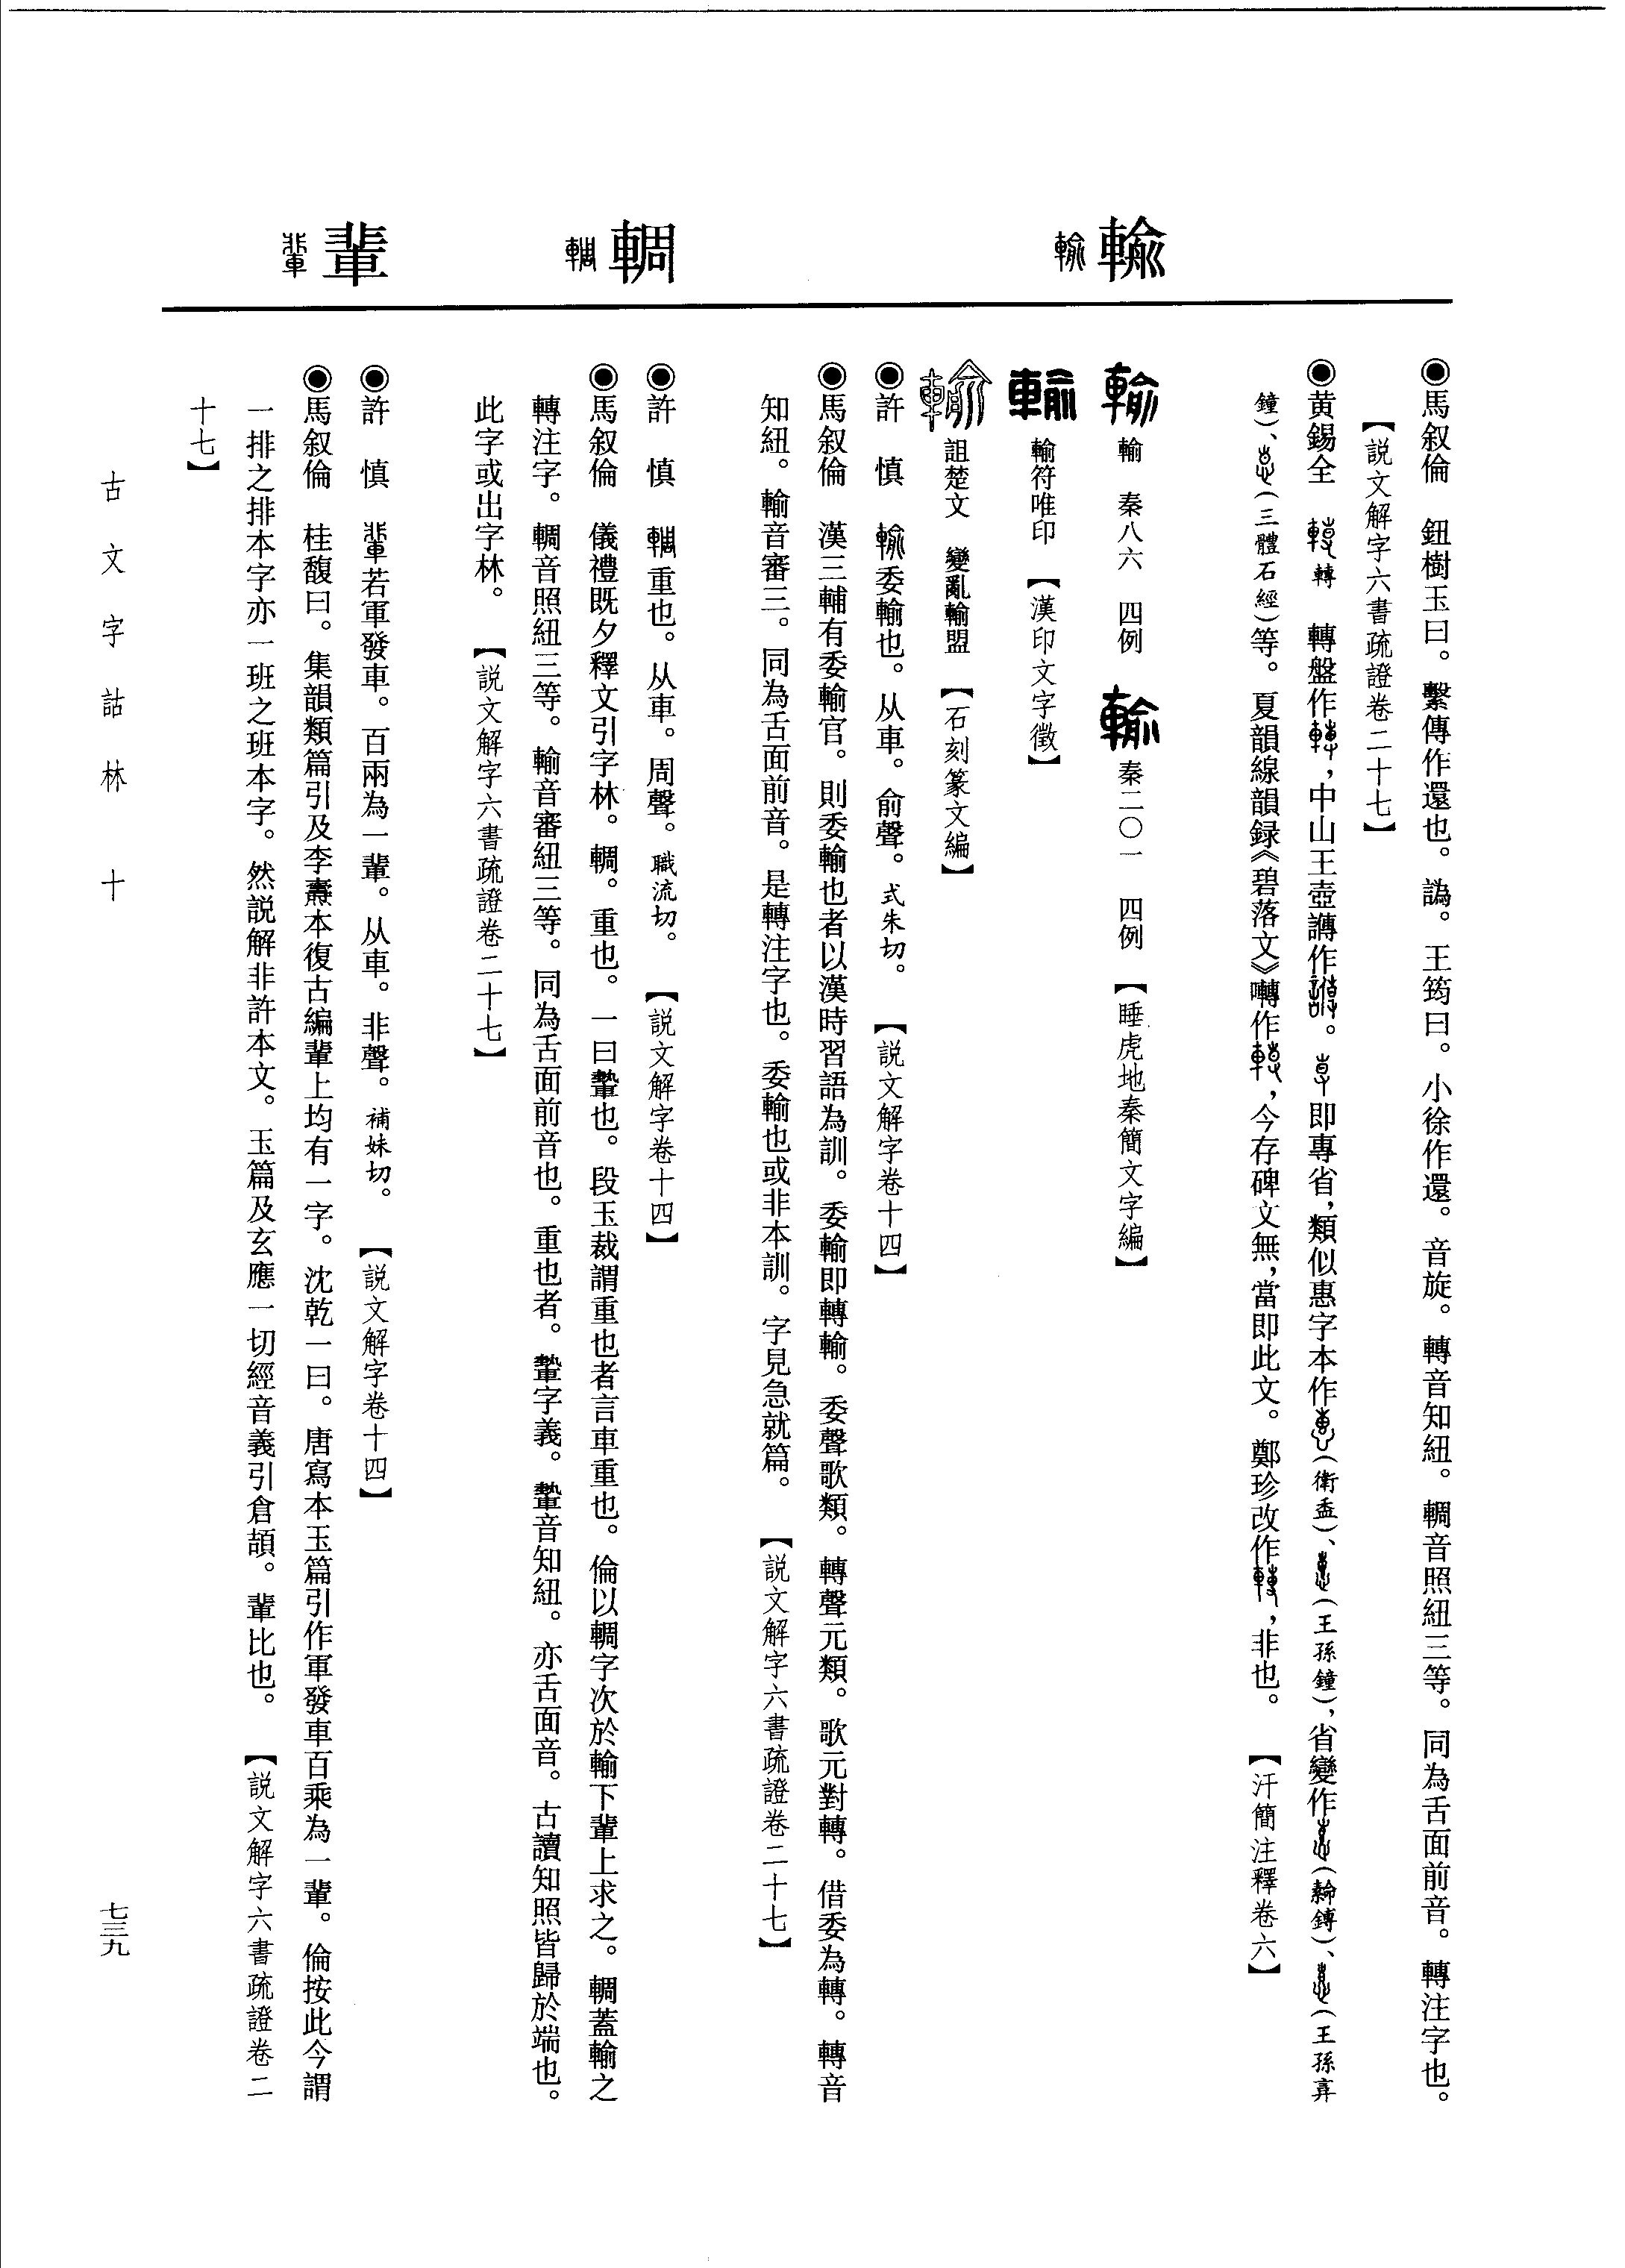 輸
輖
輩
◉馬叙倫　鈕樹玉曰。繫傳作還也。譌。王筠曰。小徐作還。音旋。轉音知紐。輖音照紐三等。同為舌面前音。轉注字也。
【説文解字六書疏證卷二十七】
◉黄錫全　轉　轉盤作，中山王壺譸作。即專省，類似惠字本作（衛盉）、（王孫鐘），省變作（䋣鎛）、（王孫𢍰
鐘）、（三體石經）等。夏韻線韻録《碧落文》囀作，今存碑文無，當即此文。鄭珍改作，非也。　【汗簡注釋卷六】
輸　秦八六　四例　秦二〇一　四例　【睡虎地秦簡文字編】
輸符唯印　【漢印文字徵】
詛楚文　變亂輸盟　【石刻篆文編】
◉許　慎　委輸也。从車。俞聲。式朱切。　【説文解字卷十四】
◉馬叙倫　漢三輔有委輸官。則委輸也者以漢時習語為訓。委輸即轉輸。委聲歌類。轉聲元類。歌元對轉。借委為轉。轉音
知紐。輸音審三。同為舌面前音。是轉注字也。委輸也或非本訓。字見急就篇。　【説文解字六書疏證卷二十七】
◉許　慎　重也。从車。周聲。職流切。　【説文解字卷十四】
◉馬叙倫　儀禮既夕釋文引字林。輖。重也。一曰蟄也。段玉裁謂重也者言車重也。倫以輖字次於輸下輩上求之。輖蓋輸之
轉注字。輖音照紐三等。輸音審紐三等。同為舌面前音也。重也者。字義。音知紐。亦舌面音。古讀知照皆歸於端也。
此字或出字林。　【説文解字六書疏證卷二十七】
◉許　慎　若軍發車。百兩為一輩。从車。非聲。補妹切。　【説文解字卷十四】
◉馬叙倫　桂馥曰。集韻類篇引及李燾本復古編輩上均有一字。沈乾一曰。唐寫本玉篇引作軍發車百乘為一輩。倫按此今謂
一排之排本字亦一班之班本字。然説解非許本文。玉篇及玄應一切經音義引倉頡。輩比也。　【説文解字六書疏證卷二
十七】
古文字詁林　十
七三九